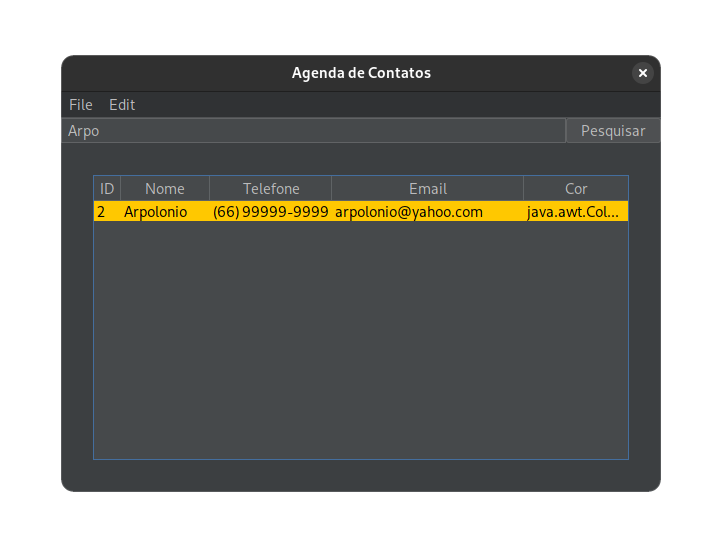 Agenda de Contatos
File Edit
Arpo Pesquisar
ID Nome Telefone Email Cor
2 Arpolonio (66) 99999-9999 arpolonio@yahoo.com java.awt.Col...